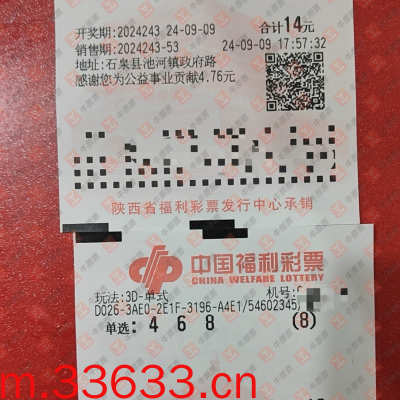 开奖期:2024243 24-09-09 合计14元
销售期:2024243-53 24-09-09 17:57:32
地址:石泉县池河镇政府路
感谢您为公益事业贡献4.76元
陕西省福利彩票发行中心承销
中国福利彩票
CHINA WELFARE LOTTERY
玩法:3D-单式 机号:
D026-3AE0-2E1F-3196-A4E1/54602345/
单选: 4 6 8 (8)
m.33633.cn